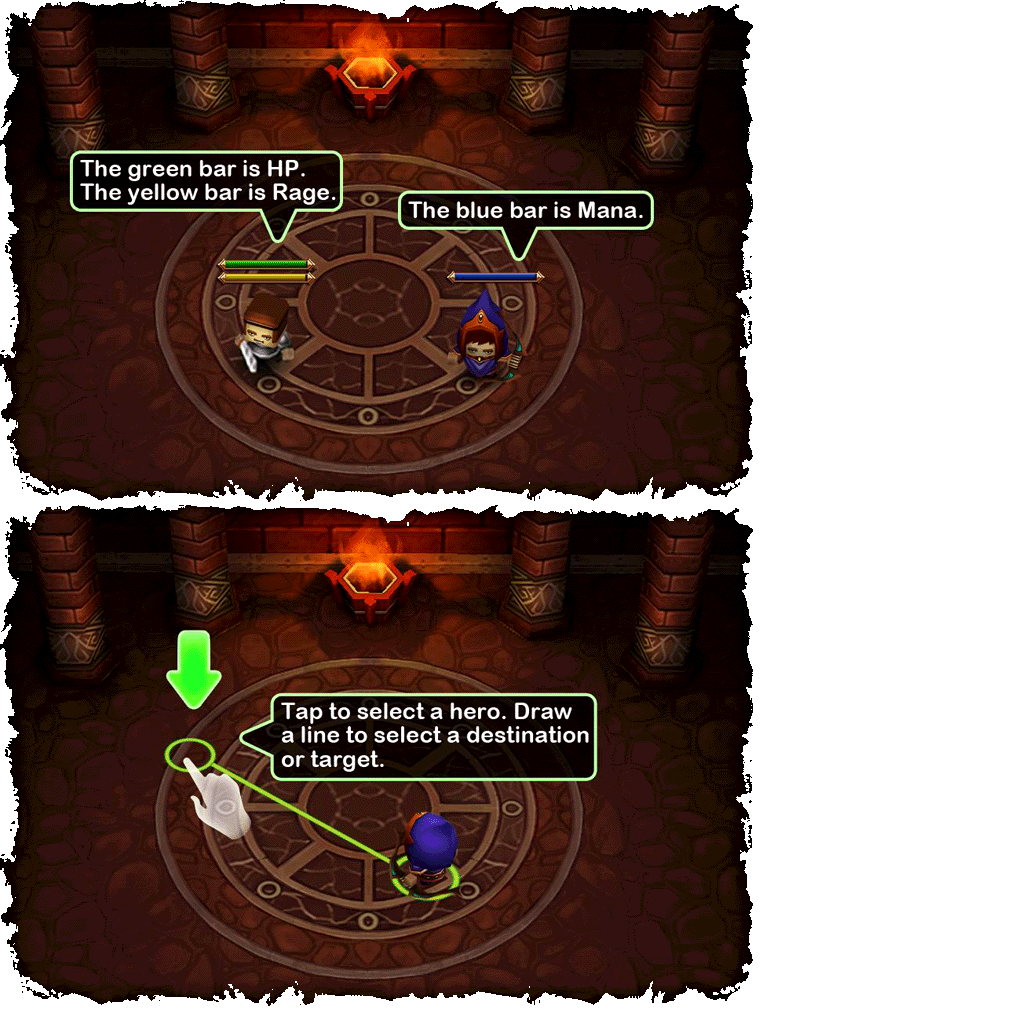 The green bar is HP.
The yellow bar is Rage.
The blue bar is Mana.
Tap to select a hero. Draw
a line to select a destination
or target.